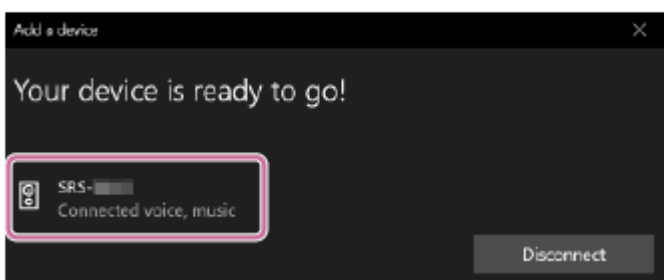 Add a device
Your device is ready to go!
SRS-
Connected voice, music
Disconnect